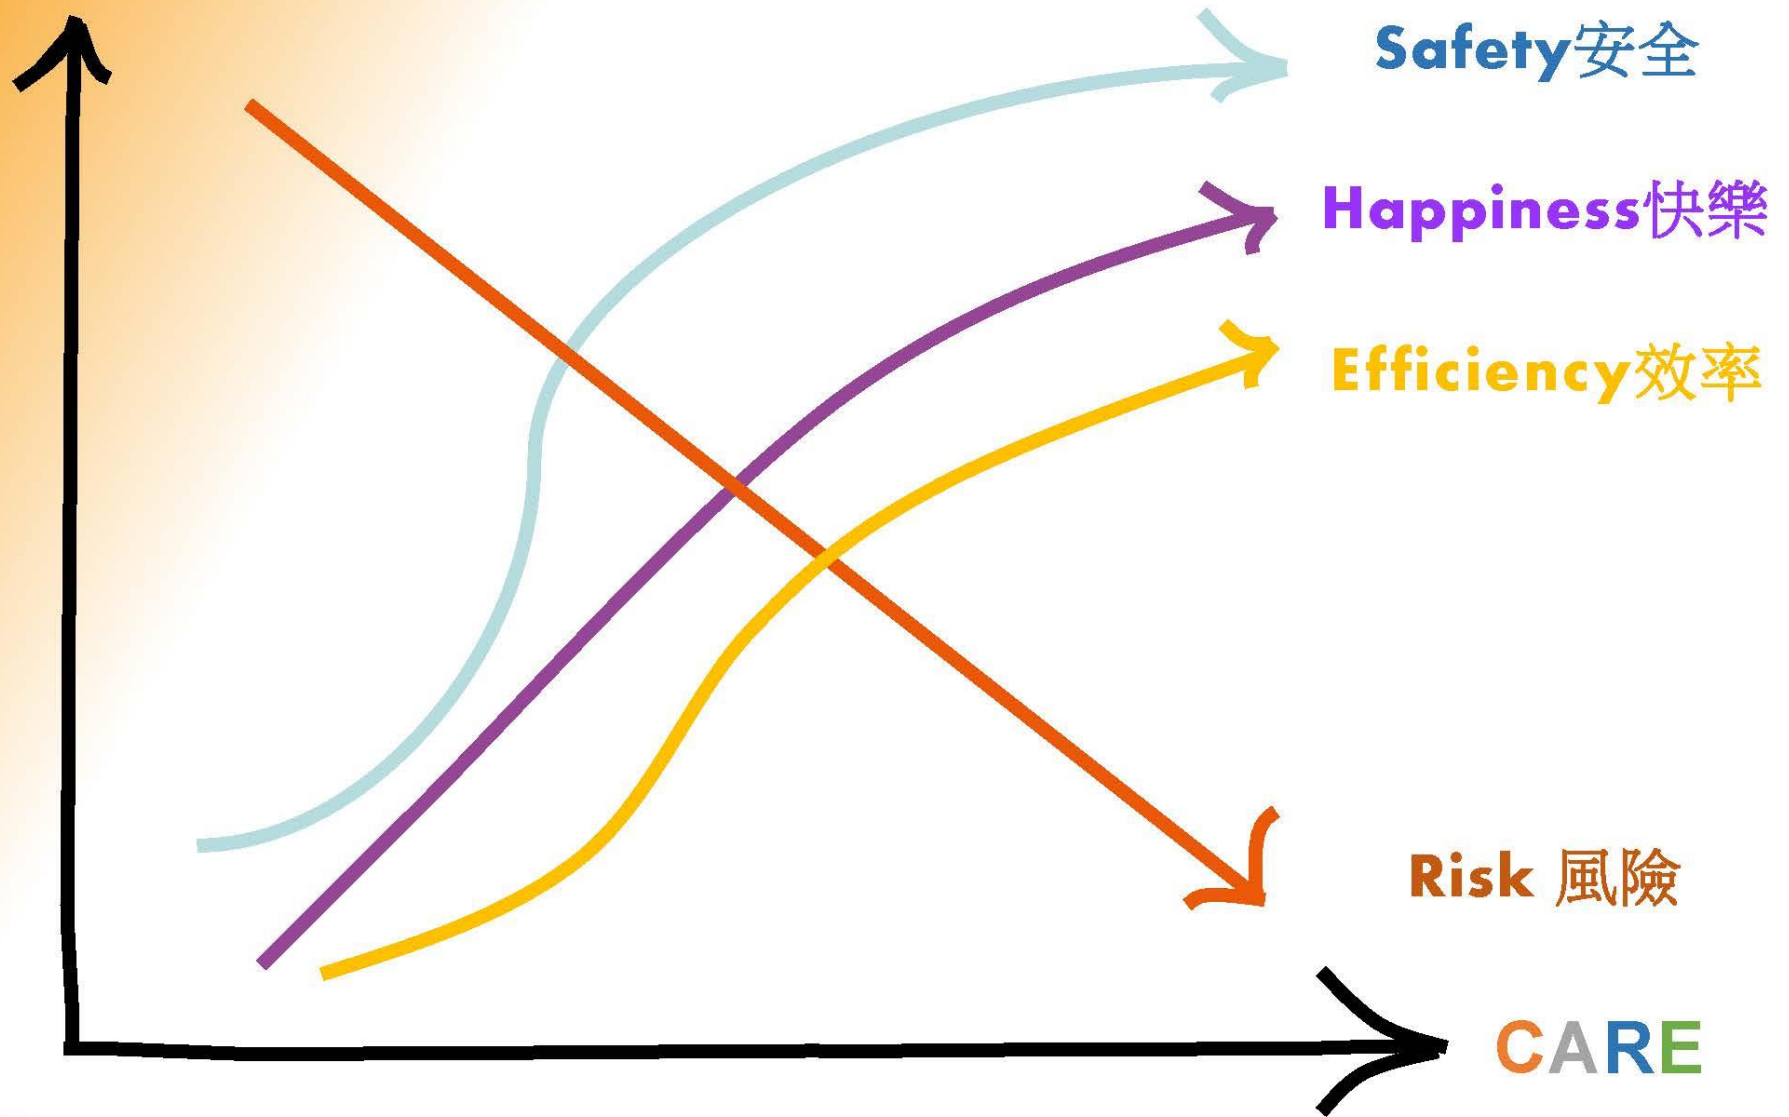 Safety安全
Happiness快樂
Efficiency效率
Risk 風險
CARE